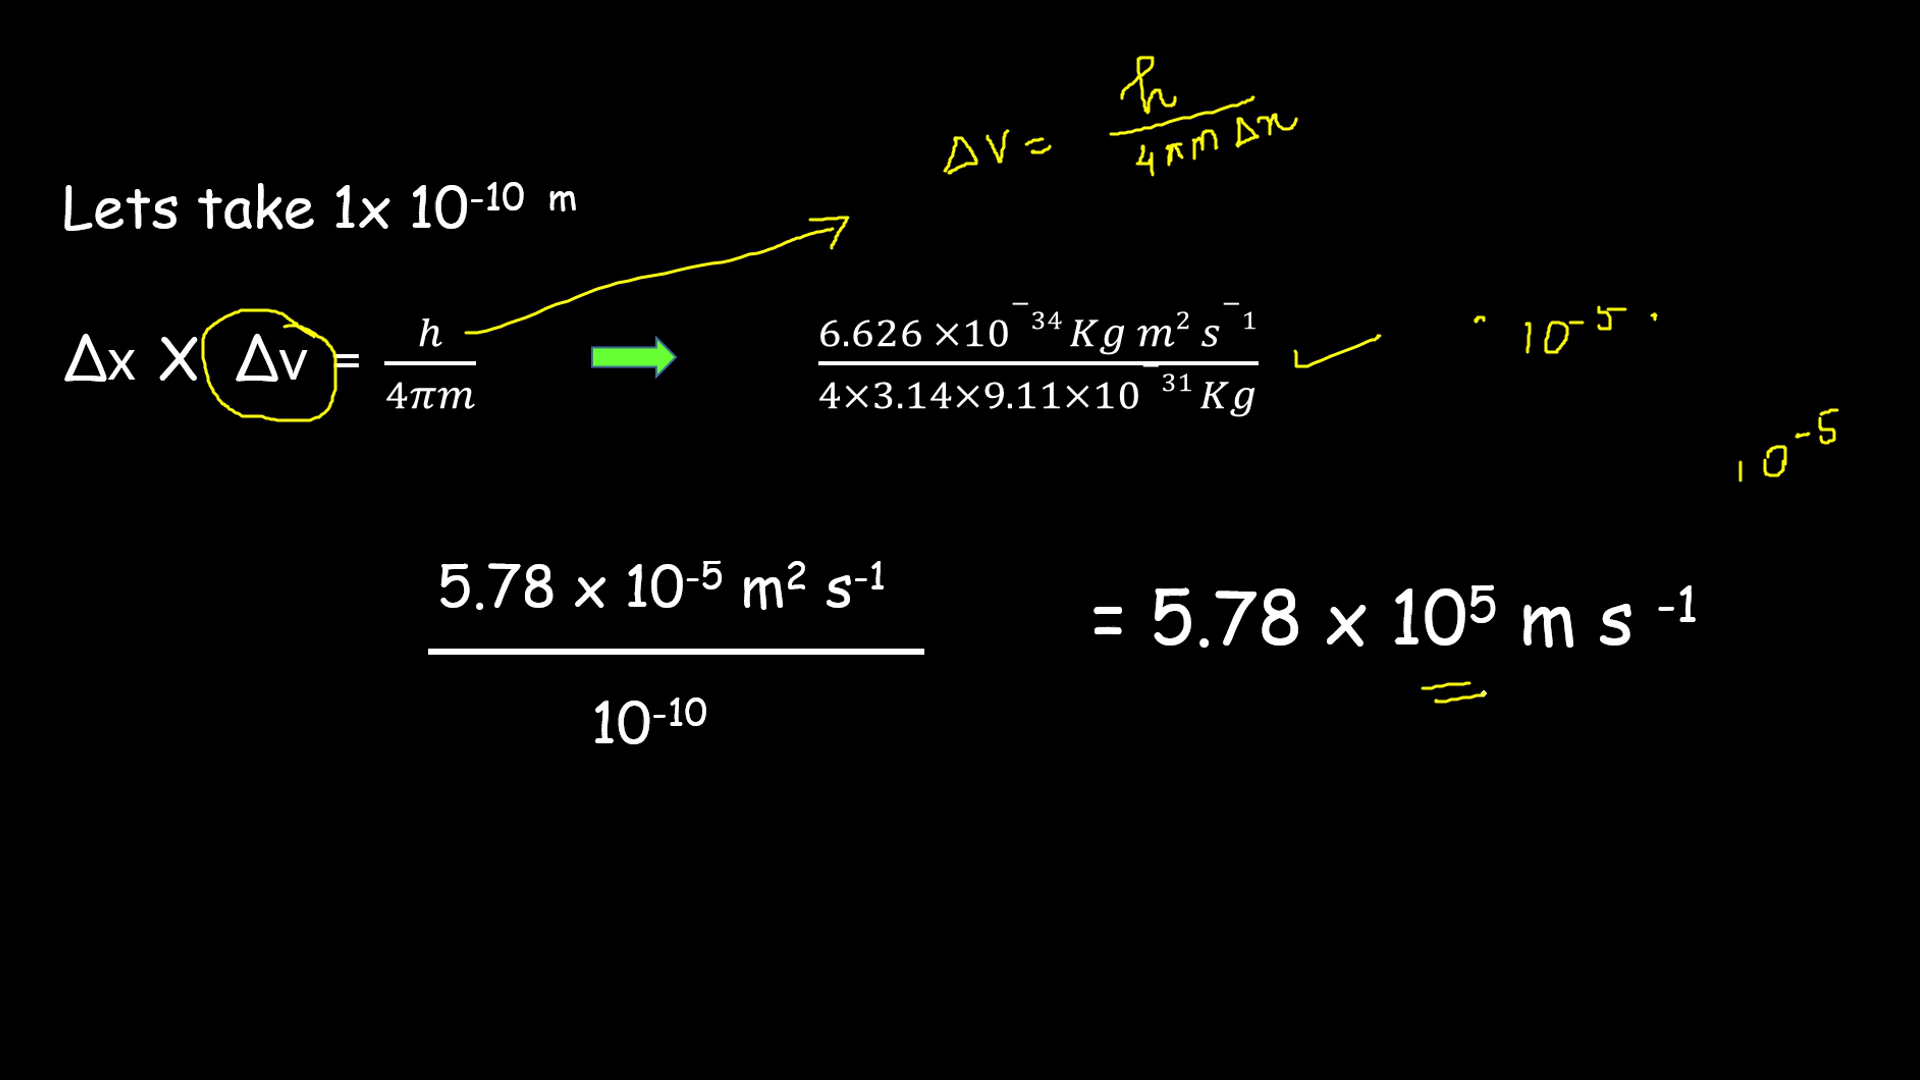 ΔV = h / 4πm Δx
Lets take 1x 10⁻¹⁰ m
Δx X Δv = h / 4πm
6.626 ×10⁻³⁴ Kg m² s⁻¹ / 4×3.14×9.11×10⁻³¹ Kg
10⁻⁵
10⁻⁵
5.78 x 10⁻⁵ m² s⁻¹
10⁻¹⁰
= 5.78 x 10⁵ m s ⁻¹